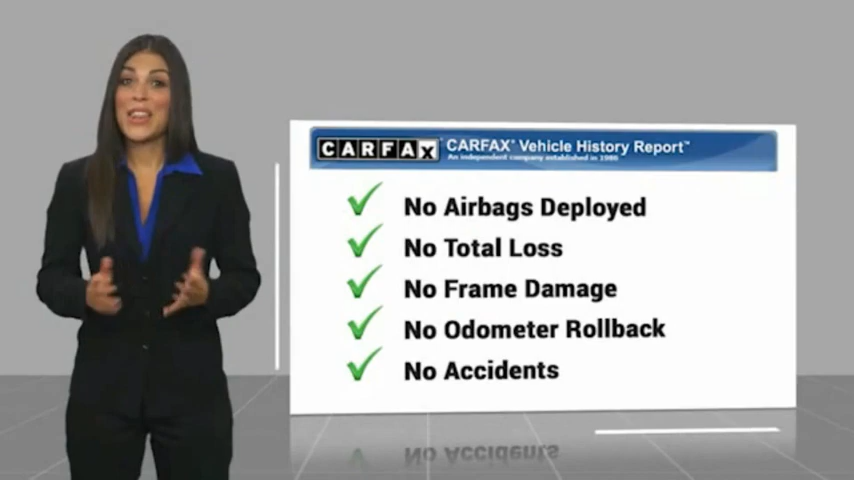 CARFAX
CARFAX® Vehicle History Report™
An independent company established in 1986
No Airbags Deployed
No Total Loss
No Frame Damage
No Odometer Rollback
No Accidents